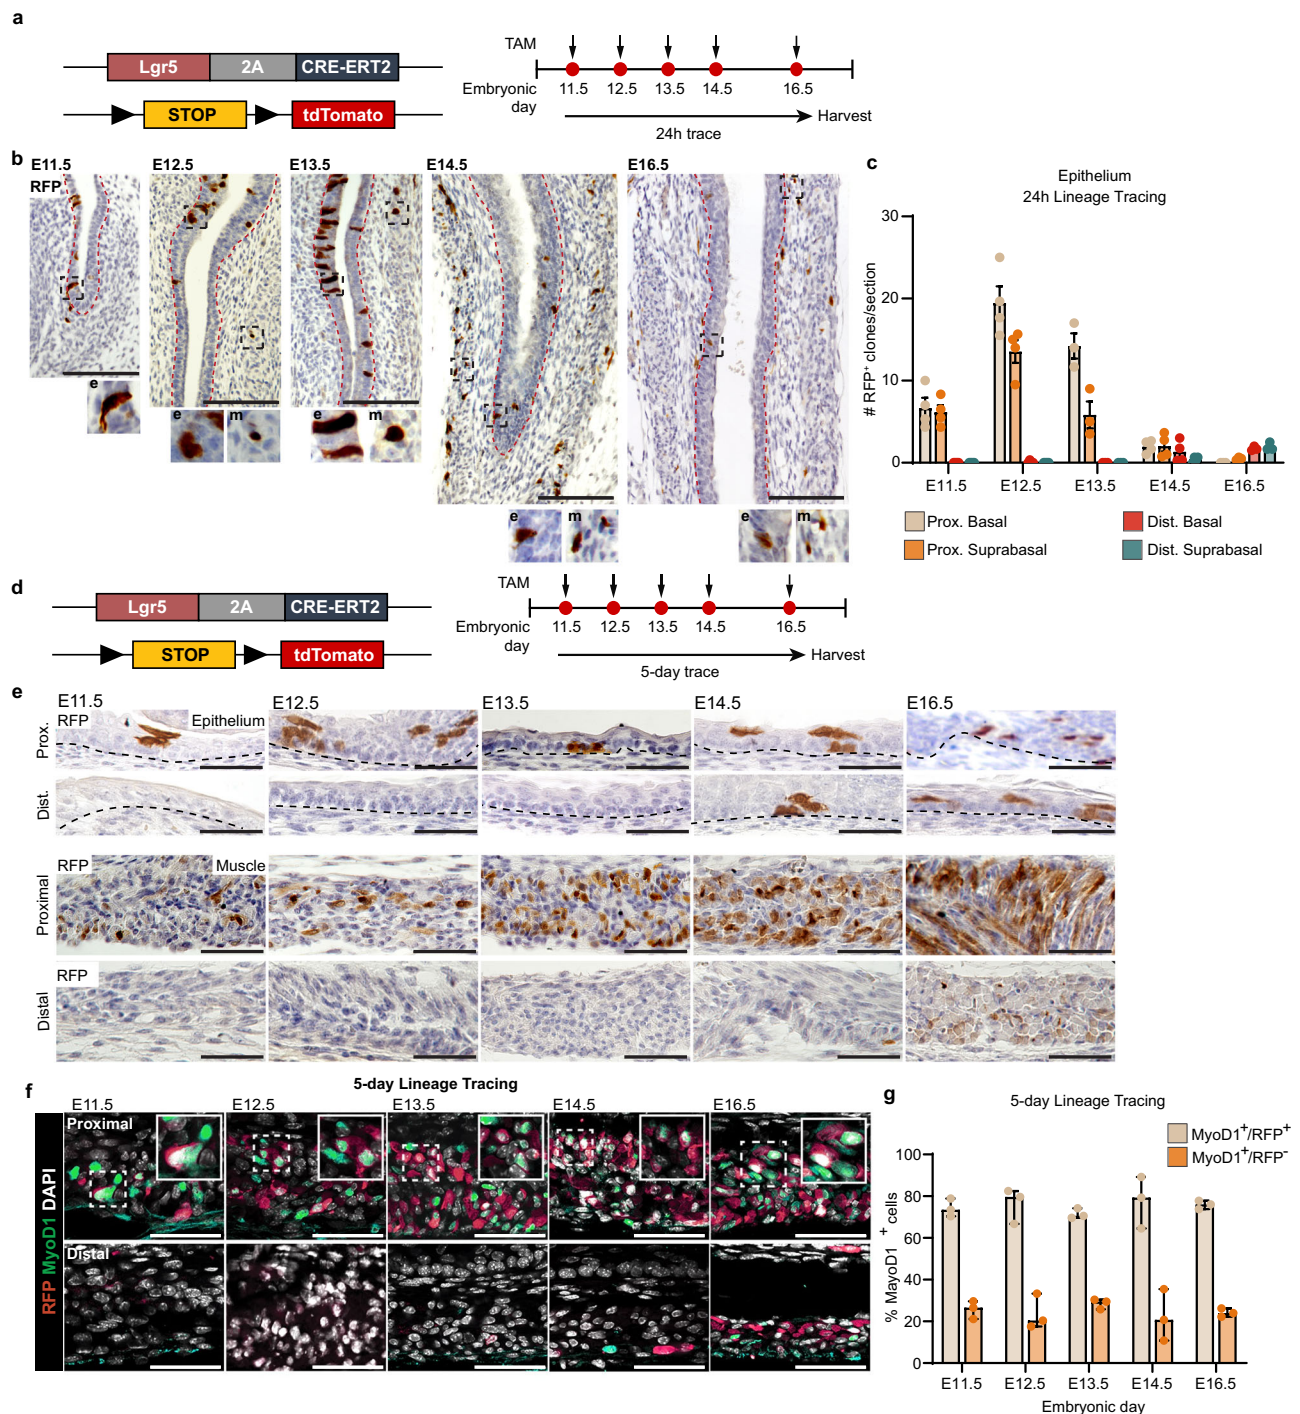 a
Lgr5 2A CRE-ERT2
STOP tdTomato
TAM
Embryonic day
11.5 12.5 13.5 14.5 16.5
24h trace
Harvest
b
E11.5 E12.5 E13.5 E14.5 E16.5
RFP
e
e m
e m
e m
e m
c
Epithelium
24h Lineage Tracing
# RFP+ clones/section
30
20
10
0
E11.5 E12.5 E13.5 E14.5 E16.5
Prox. Basal
Dist. Basal
Prox. Suprabasal
Dist. Suprabasal
d
Lgr5 2A CRE-ERT2
STOP tdTomato
TAM
Embryonic day
11.5 12.5 13.5 14.5 16.5
5-day trace
Harvest
e
E11.5 E12.5 E13.5 E14.5 E16.5
RFP Epithelium
Prox.
Dist.
RFP Muscle
Proximal
RFP
Distal
f
5-day Lineage Tracing
E11.5 E12.5 E13.5 E14.5 E16.5
Proximal
Distal
RFP MyoD1 DAPI
g
5-day Lineage Tracing
MyoD1+/RFP+
MyoD1+/RFP-
% MayoD1+ cells
100
80
60
40
20
0
E11.5 E12.5 E13.5 E14.5 E16.5
Embryonic day